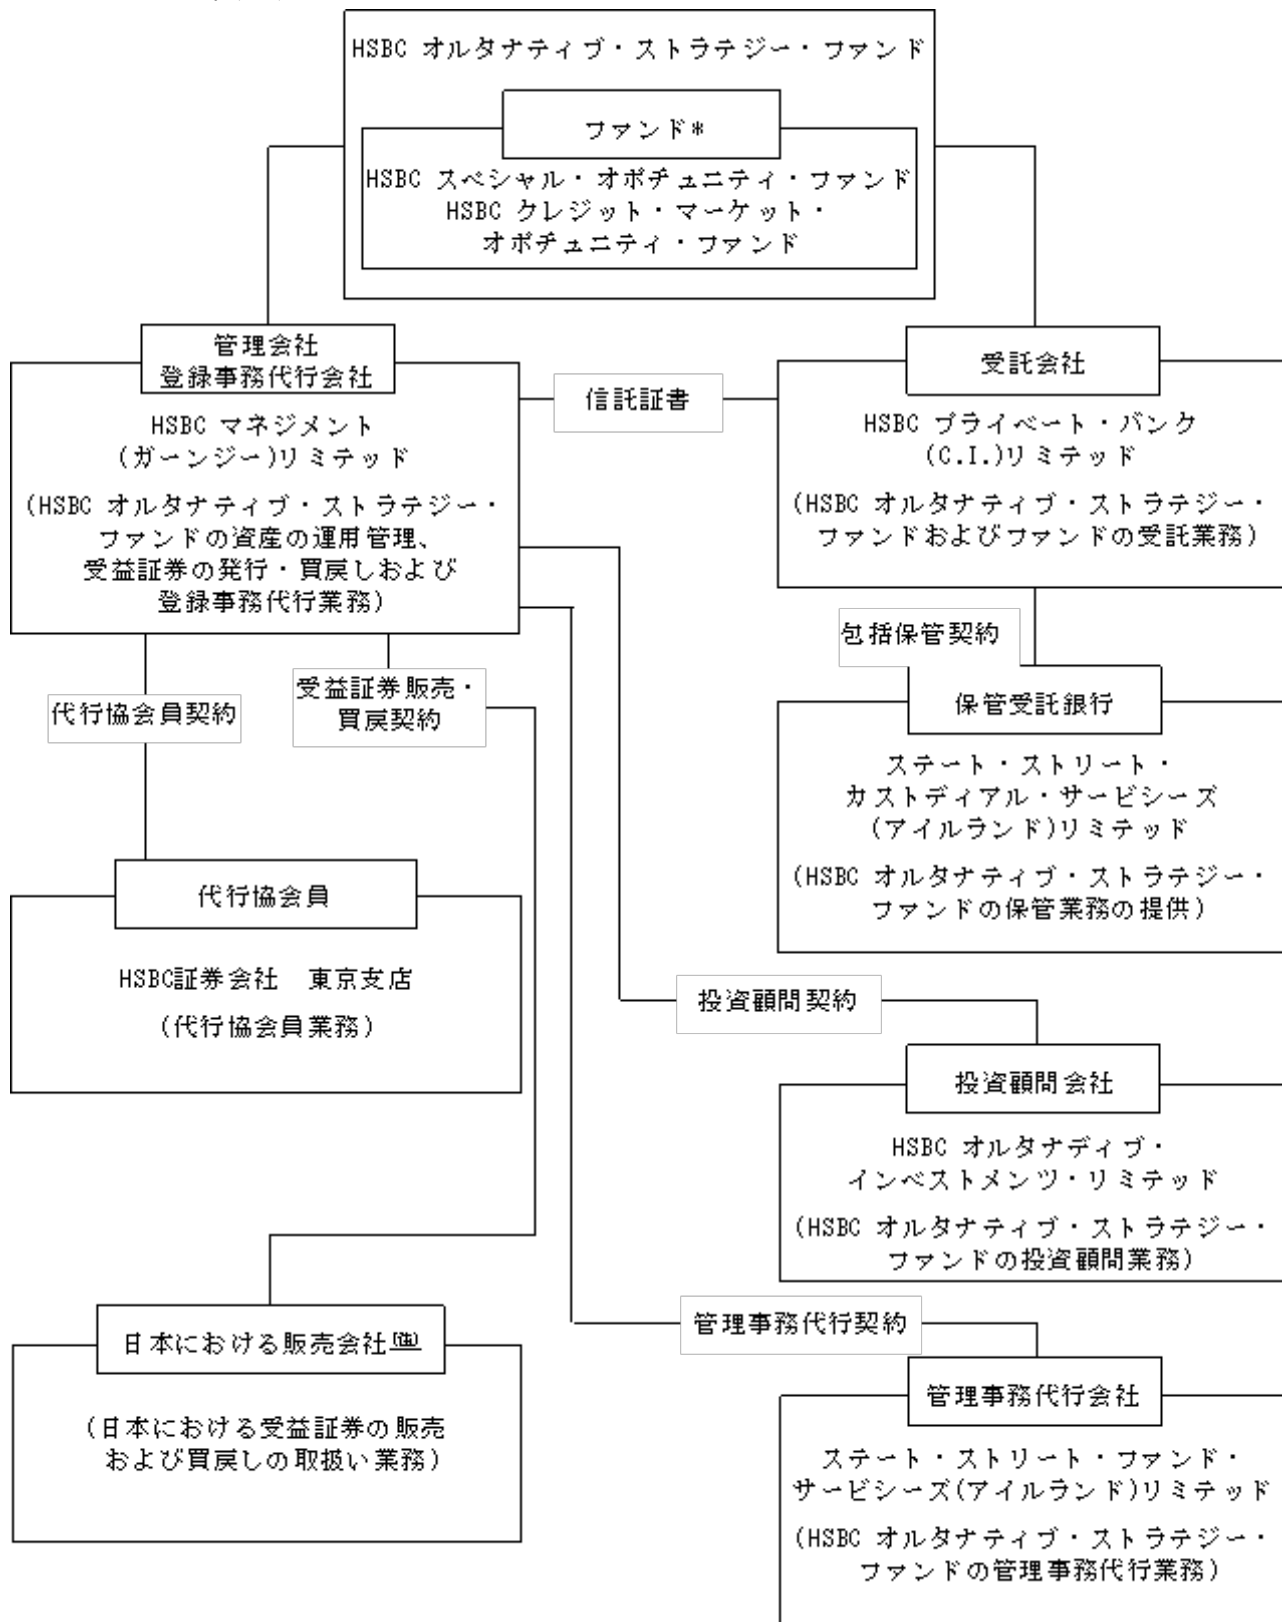 HSBC オルタナティブ・ストラテジー・ファンド
ファンド*
HSBC スペシャル・オポチュニティ・ファンド
HSBC クレジット・マーケット・
オポチュニティ・ファンド
管理会社
登録事務代行会社
HSBC マネジメント
(ガーンジー)リミテッド
(HSBC オルタナティブ・ストラテジー・
ファンドの資産の運用管理、
受益証券の発行・買戻しおよび
登録事務代行業務)
信託証書
受託会社
HSBC プライベート・バンク
(C.I.)リミテッド
(HSBC オルタナティブ・ストラテジー・
ファンドおよびファンドの受託業務)
包括保管契約
保管受託銀行
ステート・ストリート・
カストディアル・サービシーズ
(アイルランド)リミテッド
(HSBC オルタナティブ・ストラテジー・
ファンドの保管業務の提供)
代行協会員契約
受益証券販売・
買戻契約
代行協会員
HSBC証券会社 東京支店
(代行協会員業務)
投資顧問契約
投資顧問会社
HSBC オルタナディブ・
インベストメンツ・リミテッド
(HSBC オルタナティブ・ストラテジー・
ファンドの投資顧問業務)
日本における販売会社
(日本における受益証券の販売
および買戻しの取扱い業務)
管理事務代行契約
管理事務代行会社
ステート・ストリート・ファンド・
サービシーズ(アイルランド)リミテッド
(HSBC オルタナティブ・ストラテジー・
ファンドの管理事務代行業務)